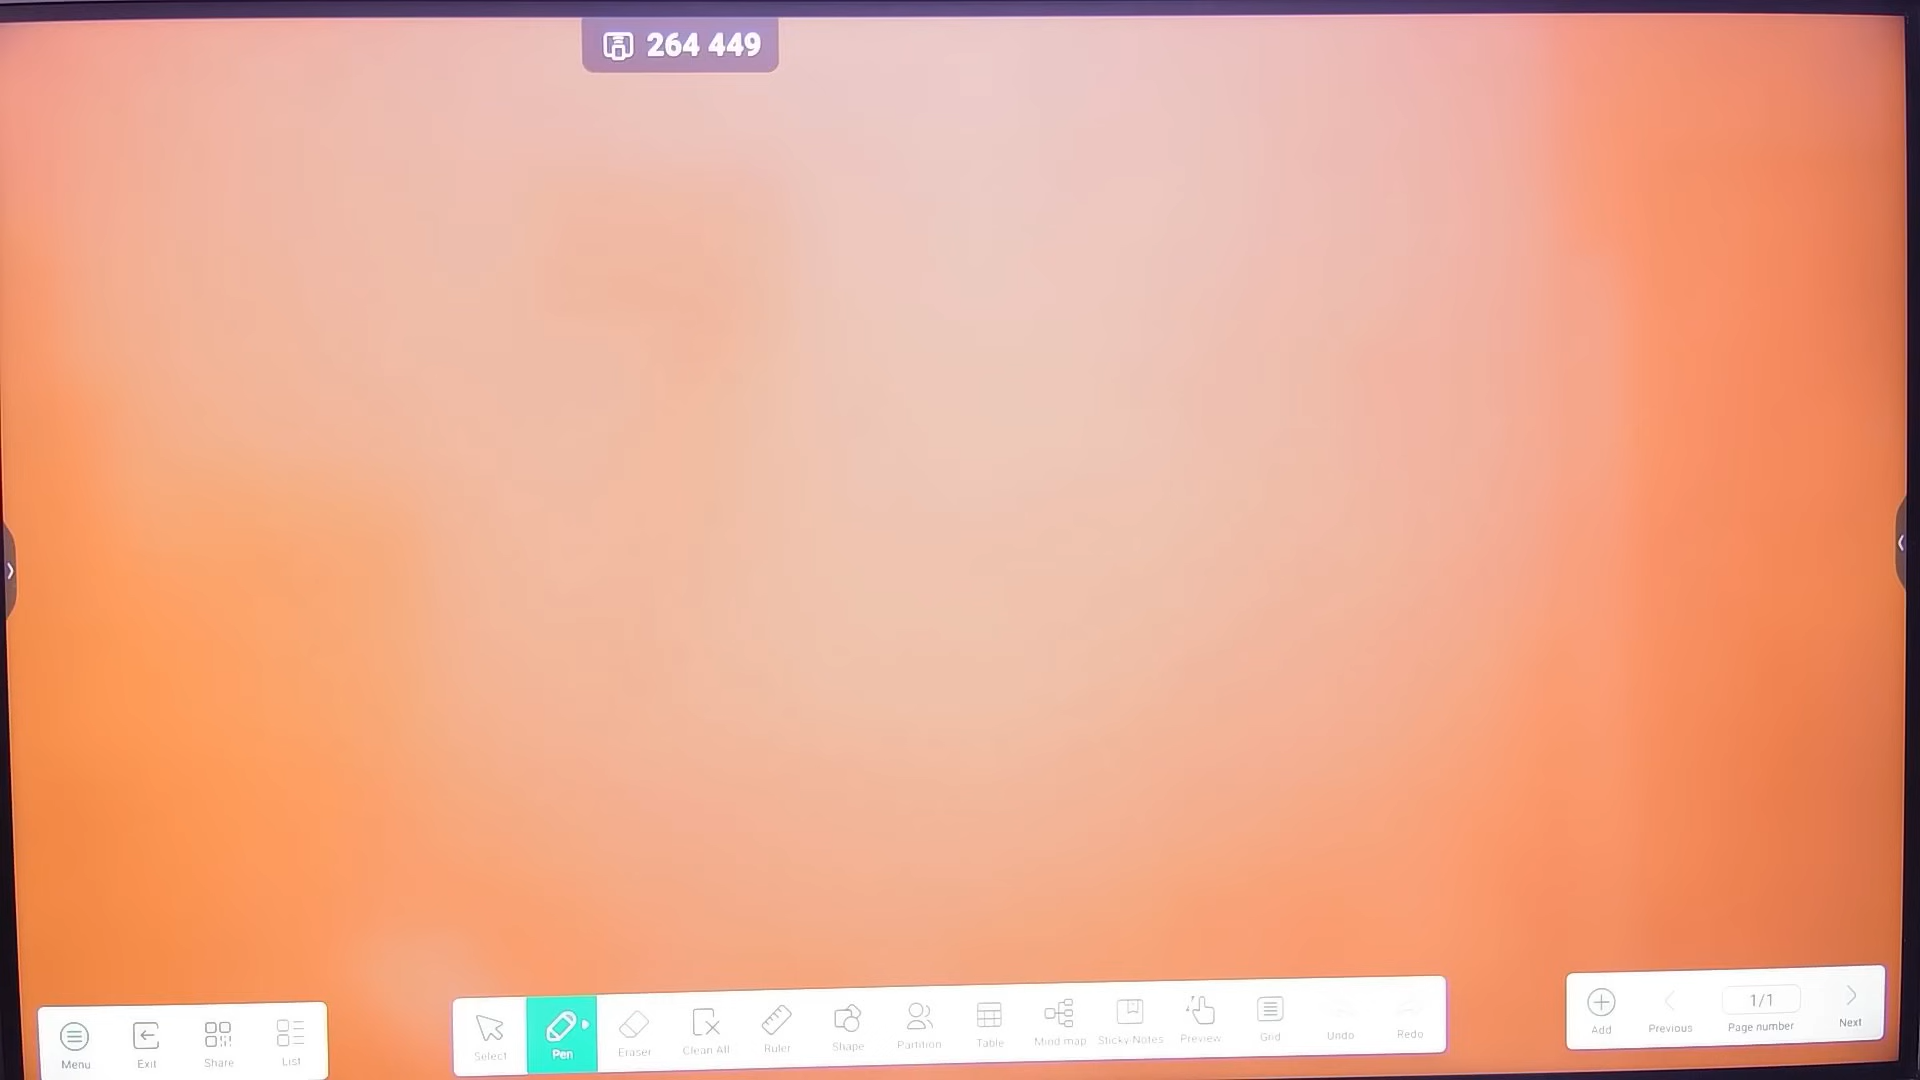 264 449
Menu
Exit
Share
List
Select
Pen
Eraser
Clean All
Ruler
Shape
Partition
Table
Mind map
Sticky Notes
Preview
Grid
Undo
Redo
Add
Previous
1/1
Page number
Next